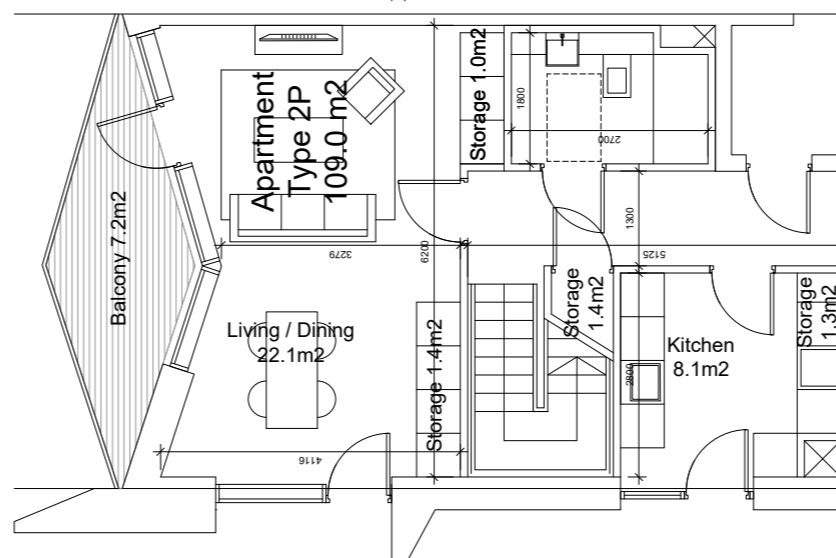 Apartment
Type 2P
109.0 m2
Storage 1.0m2
1800
2700
Balcony 7.2m2
3279
6200
1300
5125
Living / Dining
22.1m2
Storage 1.4m2
Storage
1.4m2
Kitchen
8.1m2
2800
Storage
1.3m2
4116